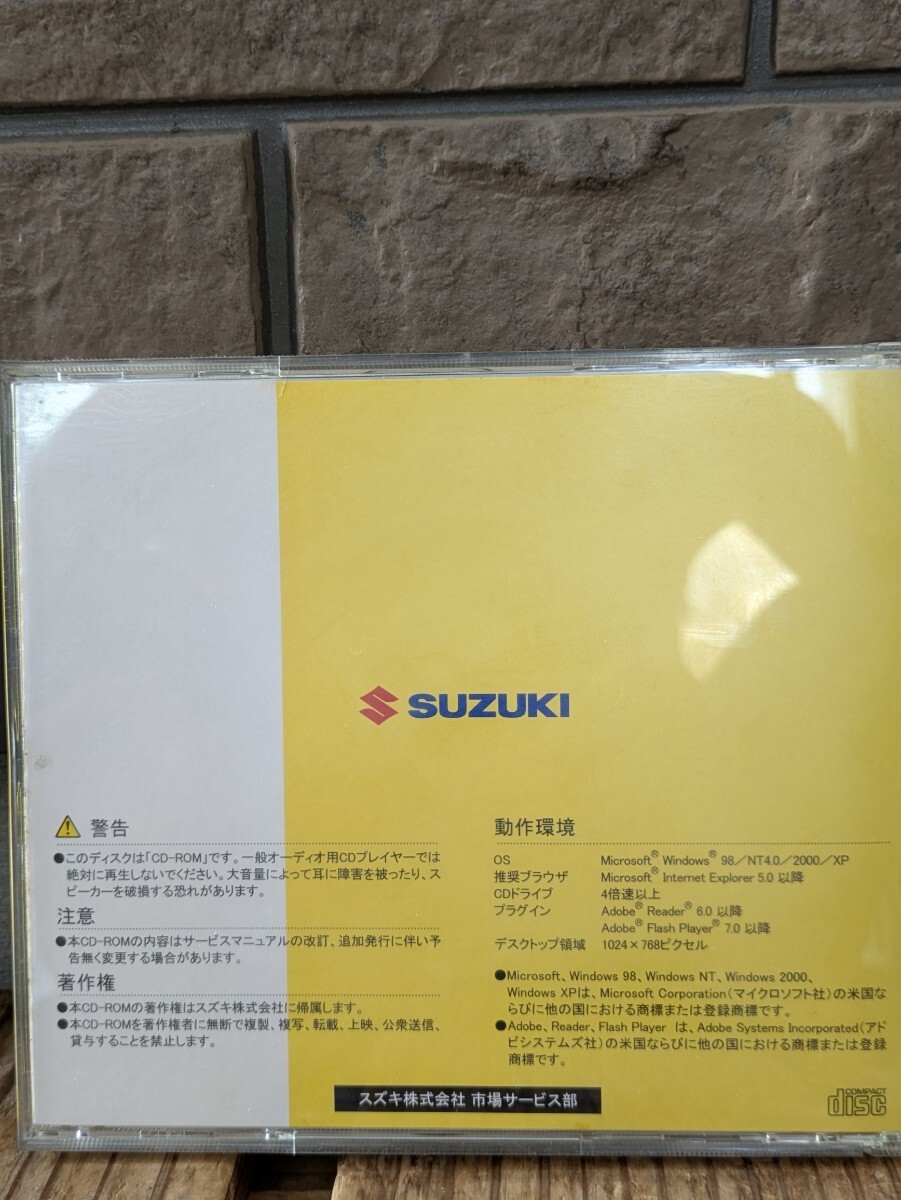 SUZUKI
警告
●このディスクは「CD-ROM」です。一般オーディオ用CDプレイヤーでは
絶対に再生しないでください。大音量によって耳に障害を被ったり、ス
ピーカーを破損する恐れがあります。
注意
●本CD-ROMの内容はサービスマニュアルの改訂、追加発行に伴い予
告無く変更する場合があります。
著作権
●本CD-ROMの著作権はスズキ株式会社に帰属します。
●本CD-ROMを著作権者に無断で複製、複写、転載、上映、公衆送信、
貸与することを禁止します。
動作環境
OS Microsoft® Windows® 98/NT4.0/2000/XP
推奨ブラウザ Microsoft® Internet Explorer 5.0 以降
CDドライブ 4倍速以上
プラグイン Adobe® Reader® 6.0 以降
Adobe® Flash Player® 7.0 以降
デスクトップ領域 1024×768ピクセル
●Microsoft、Windows 98、Windows NT、Windows 2000、
Windows XPは、Microsoft Corporation(マイクロソフト社)の米国な
らびに他の国における商標または登録商標です。
●Adobe、Reader、Flash Player は、Adobe Systems Incorporated(アド
ビシステムズ社)の米国ならびに他の国における商標または登録
商標です。
スズキ株式会社 市場サービス部
COMPACT
disc